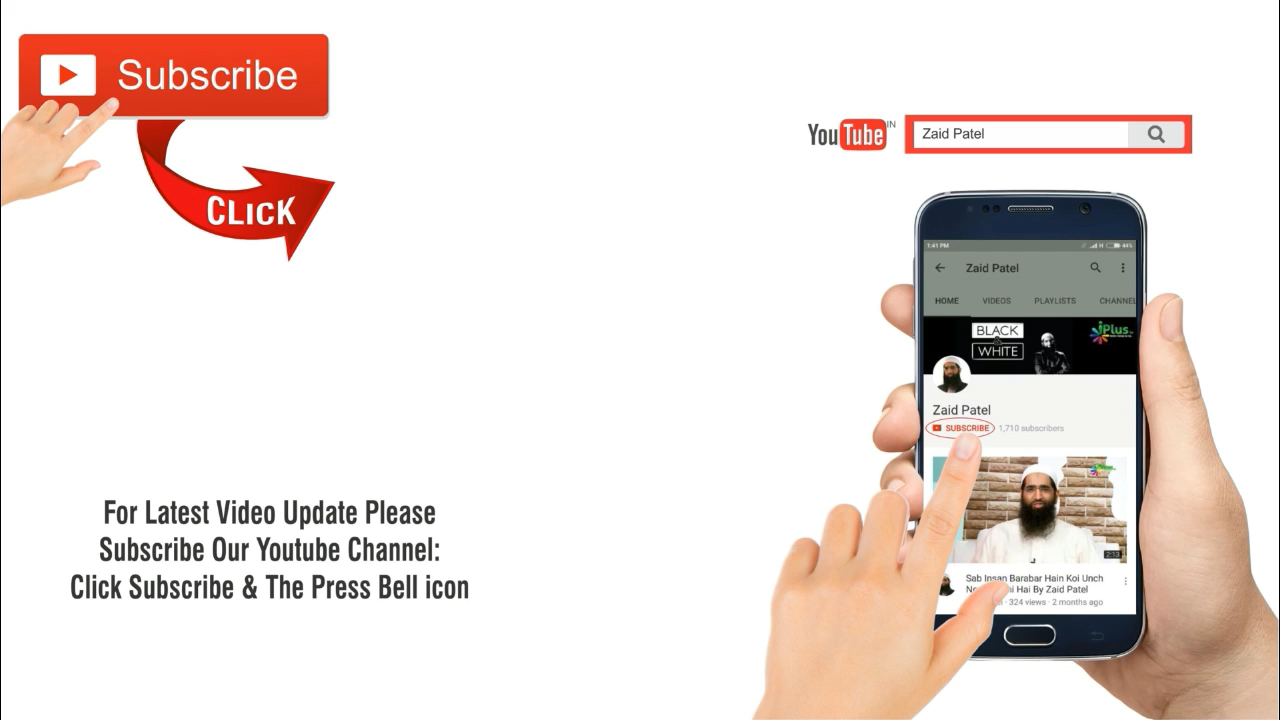 Subscribe
CLiCK
YouTube IN
Zaid Patel
1:41 PM
H 44%
Zaid Patel
HOME VIDEOS PLAYLISTS CHANNEL
BLACK
&
WHITE
iPlus
Zaid Patel
SUBSCRIBE 1,710 subscribers
2:13
Sab Insan Barabar Hain Koi Unch
Hai By Zaid Patel
324 views · 2 months ago
For Latest Video Update Please
Subscribe Our Youtube Channel:
Click Subscribe & The Press Bell icon